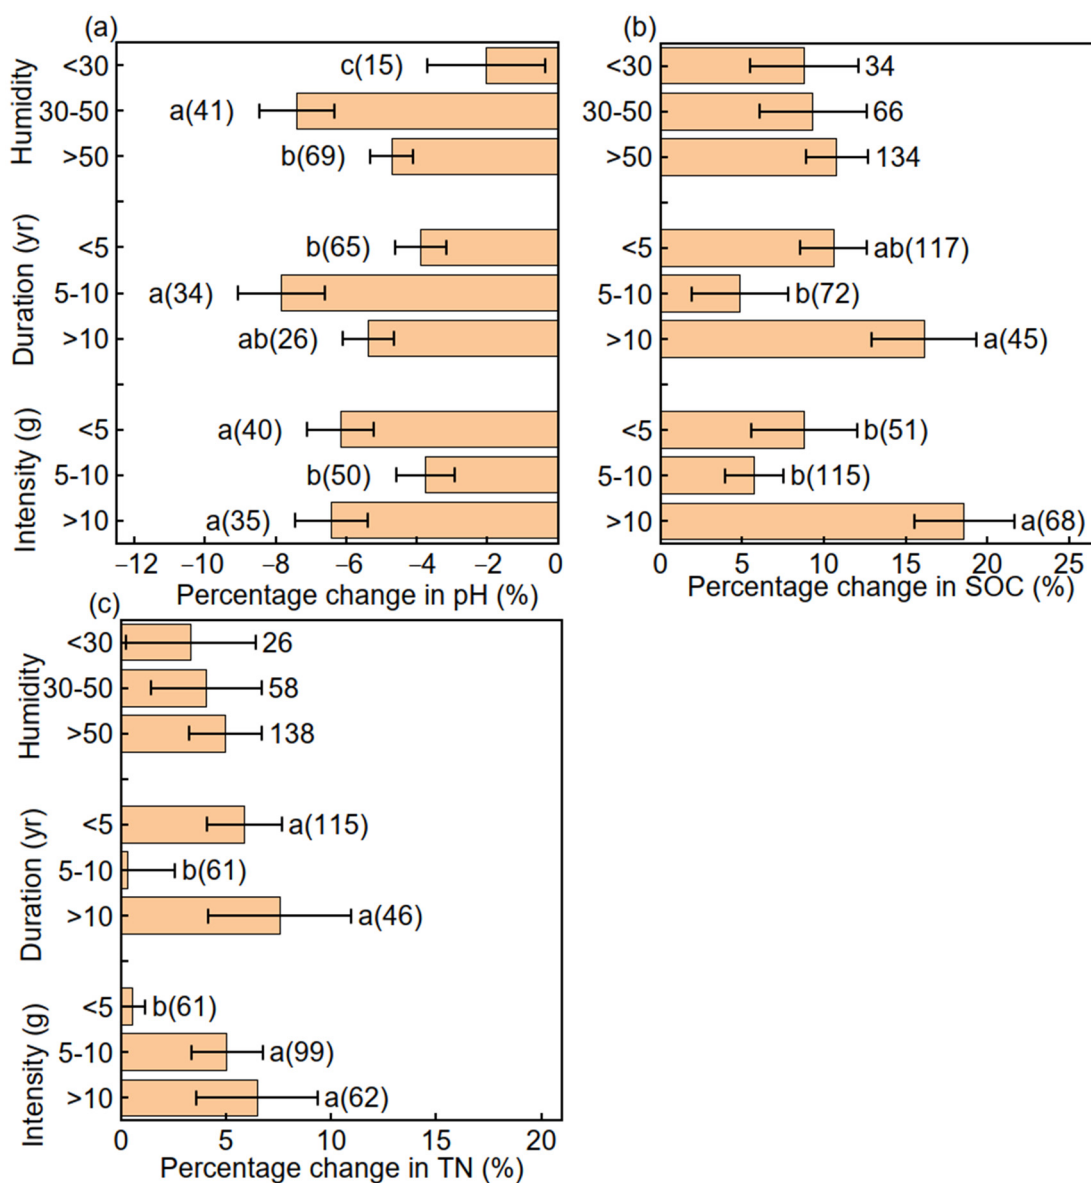 (a)
Humidity
<30
c(15)
30-50
a(41)
>50
b(69)
Duration (yr)
<5
b(65)
5-10
a(34)
>10
ab(26)
Intensity (g)
<5
a(40)
5-10
b(50)
>10
a(35)
−12 −10 −8 −6 −4 −2 0
Percentage change in pH (%)
(b)
<30
34
30-50
66
>50
134
<5
ab(117)
5-10
b(72)
>10
a(45)
<5
b(51)
5-10
b(115)
>10
a(68)
0 5 10 15 20 25
Percentage change in SOC (%)
(c)
Humidity
<30
26
30-50
58
>50
138
Duration (yr)
<5
a(115)
5-10
b(61)
>10
a(46)
Intensity (g)
<5
b(61)
5-10
a(99)
>10
a(62)
0 5 10 15 20
Percentage change in TN (%)